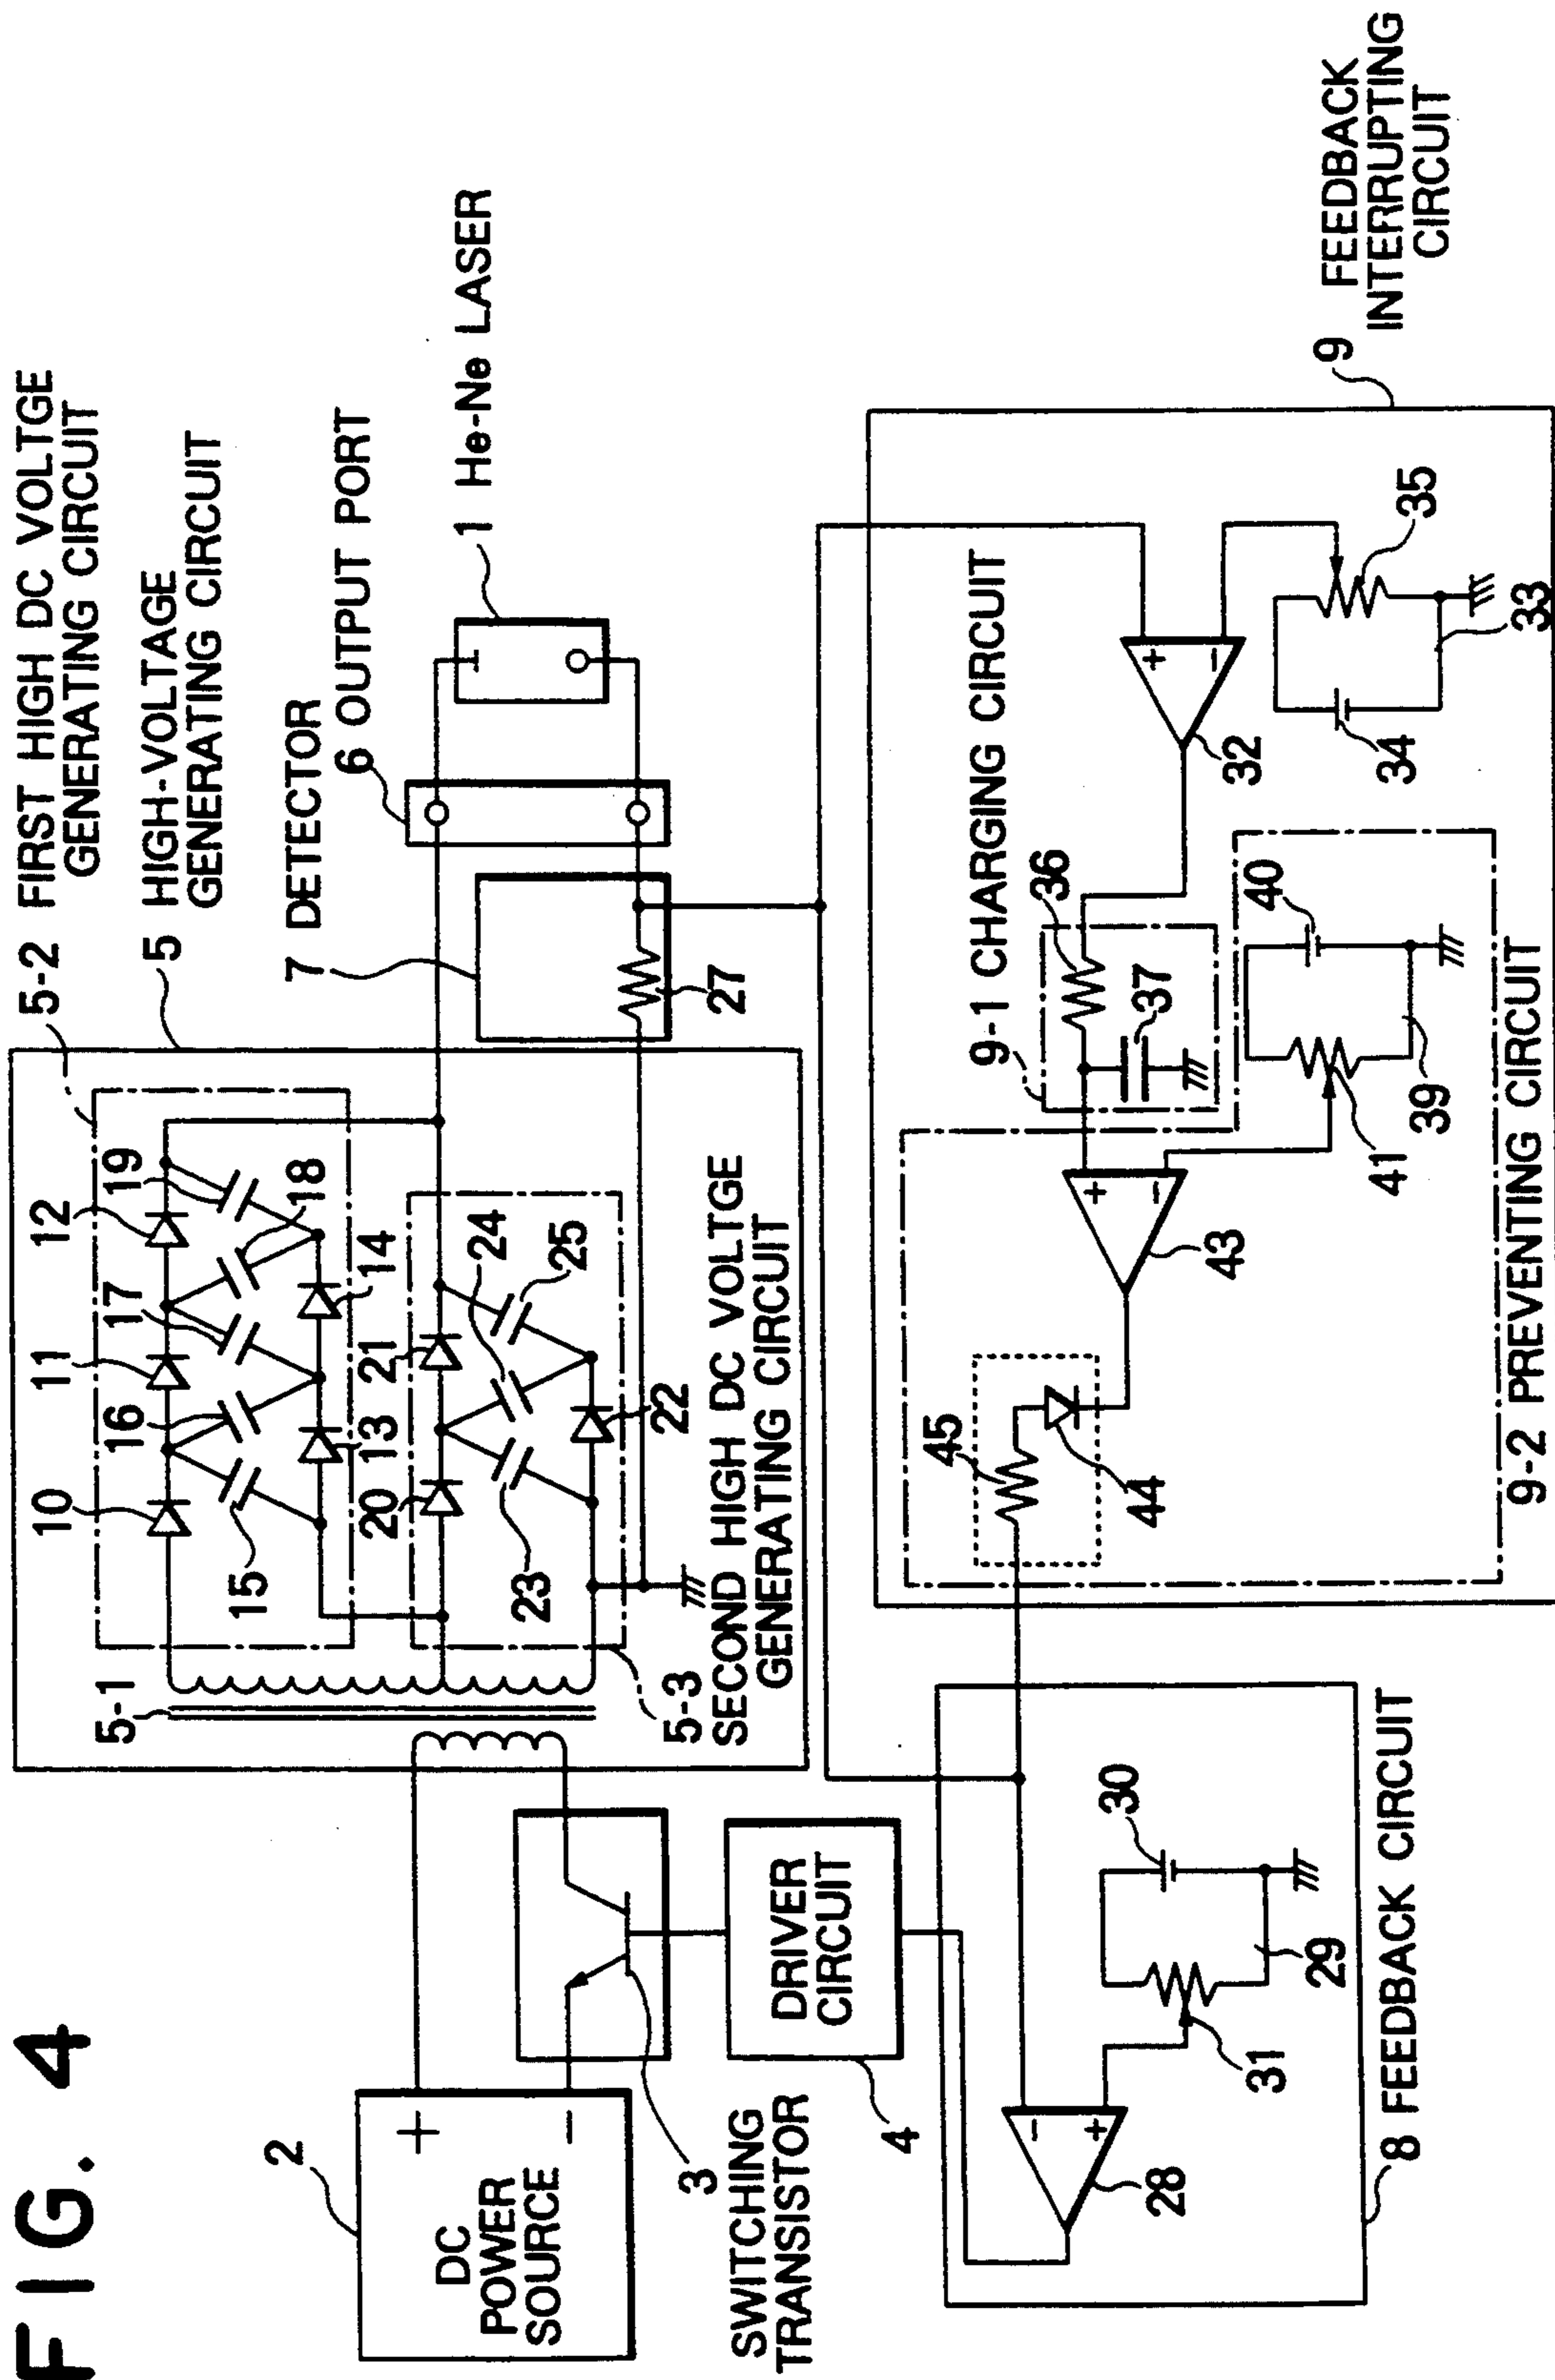 FIG. 4
5-2 FIRST HIGH DC VOLTGE
GENERATING CIRCUIT
5 HIGH-VOLTAGE
GENERATING CIRCUIT
7 DETECTOR
6 OUTPUT PORT
1 He-Ne LASER
5-1
10
11
12
15
16
17
19
13
14
18
20
21
24
23
22
25
5-3
SECOND HIGH DC VOLTGE
GENERATING CIRCUIT
27
2
DC
POWER
SOURCE
+
−
3
SWITCHING
TRANSISTOR
DRIVER
CIRCUIT
4
−
+
28
31
30
29
8 FEEDBACK CIRCUIT
9-1 CHARGING CIRCUIT
45
44
+
−
43
36
37
41
40
39
9-2 PREVENTING CIRCUIT
+
−
32
34
35
33
9
FEEDBACK
INTERRUPTING
CIRCUIT